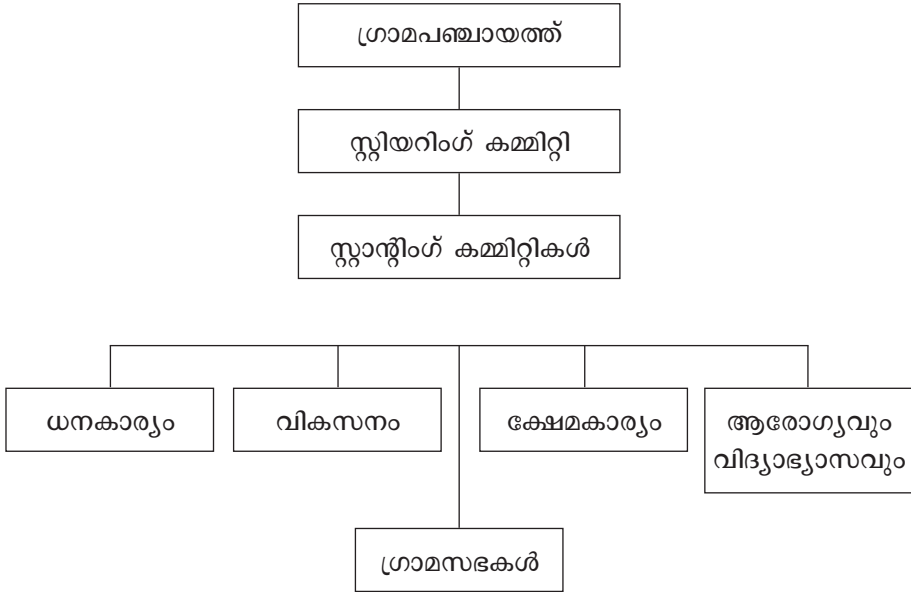 ഗ്രാമപഞ്ചായത്ത്
സ്റ്റിയറിംഗ് കമ്മിറ്റി
സ്റ്റാന്റിംഗ് കമ്മിറ്റികൾ
ധനകാര്യം
വികസനം
ക്ഷേമകാര്യം
ആരോഗ്യവും
വിദ്യാഭ്യാസവും
ഗ്രാമസഭകൾ